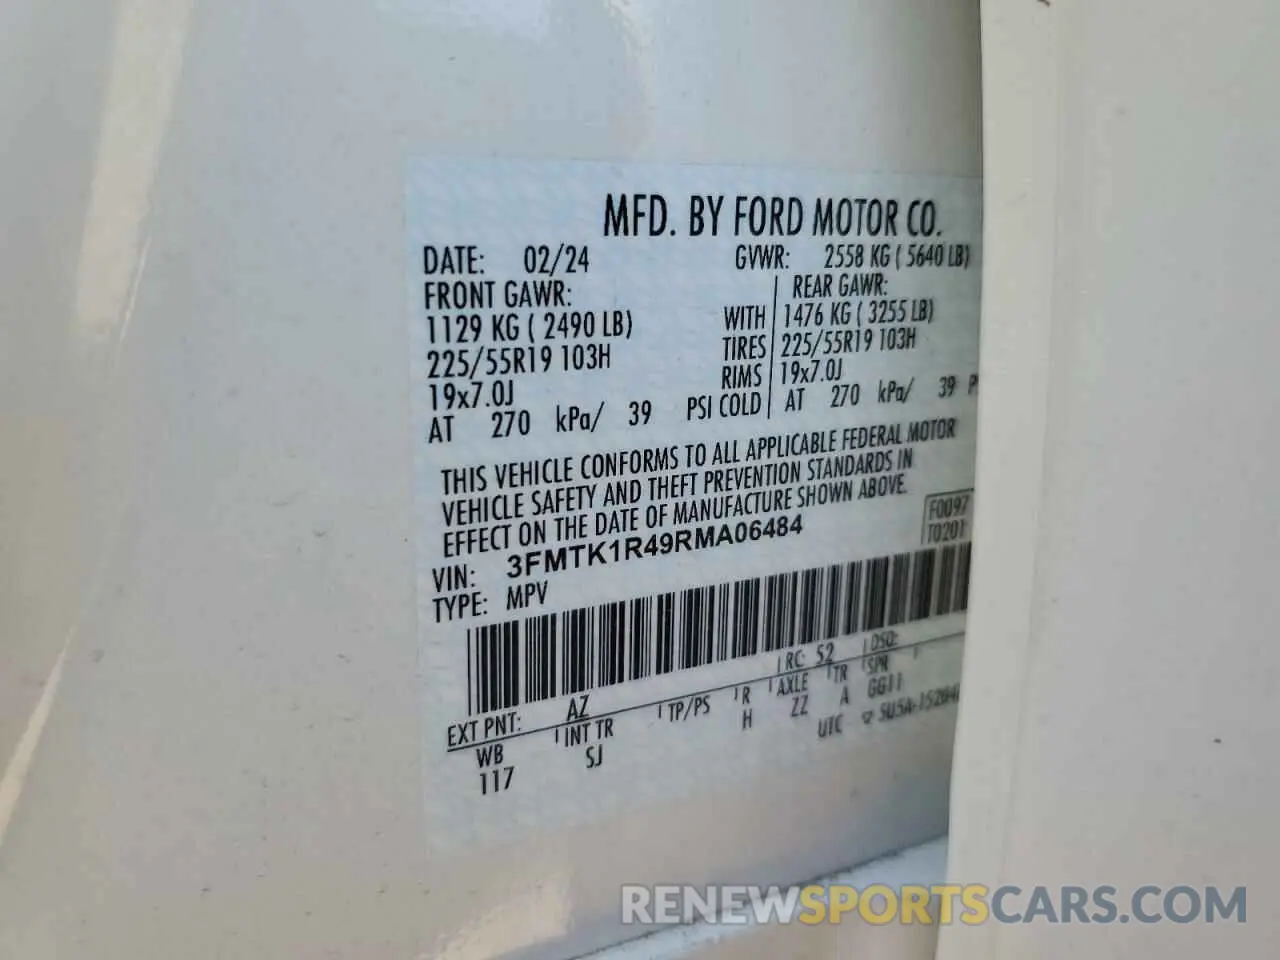 MFD. BY FORD MOTOR CO.
DATE: 02/24 GVWR: 2558 KG ( 5640 LB)
FRONT GAWR: REAR GAWR:
1129 KG ( 2490 LB) WITH 1476 KG ( 3255 LB)
225/55R19 103H TIRES 225/55R19 103H
19x7.0J RIMS 19x7.0J
AT 270 kPa/ 39 PSI COLD AT 270 kPa/ 39 P
THIS VEHICLE CONFORMS TO ALL APPLICABLE FEDERAL MOTOR
VEHICLE SAFETY AND THEFT PREVENTION STANDARDS IN
EFFECT ON THE DATE OF MANUFACTURE SHOWN ABOVE.
F0097
VIN: 3FMTK1R49RMA06484 T0201
TYPE: MPV
EXT PNT: AZ RC: 52 DSO:
WB INT TR TP/PS R AXLE TR SPR
117 SJ H ZZ A GG11
UTC
RENEWSPORTSCARS.COM